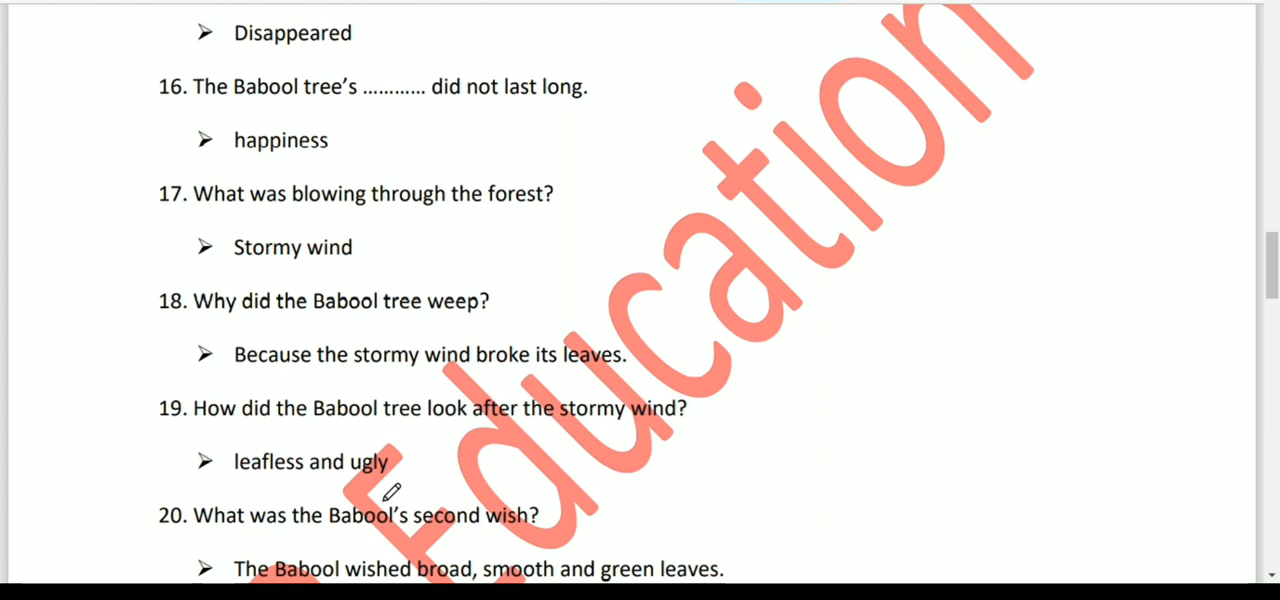 ➢ Disappeared
16. The Babool tree’s ............ did not last long.
➢ happiness
17. What was blowing through the forest?
➢ Stormy wind
18. Why did the Babool tree weep?
➢ Because the stormy wind broke its leaves.
19. How did the Babool tree look after the stormy wind?
➢ leafless and ugly
20. What was the Babool’s second wish?
➢ The Babool wished broad, smooth and green leaves.
Education